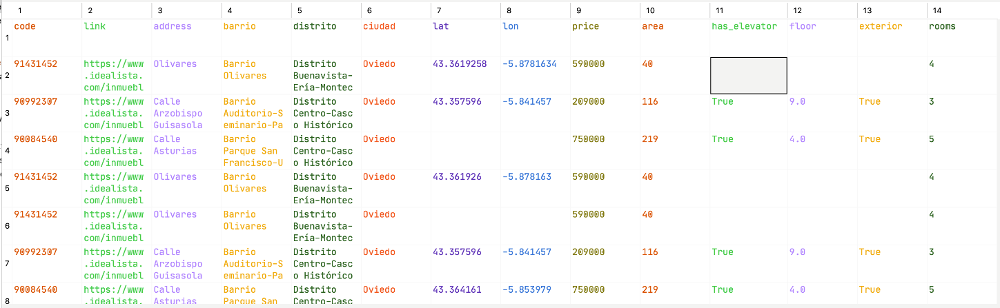 1 2 3 4 5 6 7 8 9 10 11 12 13 14
code link address barrio distrito ciudad lat lon price area has_elevator floor exterior rooms
1
91431452 https://www Olivares Barrio Distrito Oviedo 43.3619258 -5.8781634 590000 40 4
2 .idealista. Olivares Buenavista-
com/inmuebl Ería-Montec
90992307 https://www Calle Barrio Distrito Oviedo 43.357596 -5.841457 209000 116 True 9.0 True 3
3 .idealista. Arzobispo Auditorio-S Centro-Casc
com/inmuebl Guisasola eminario-Pa o Histórico
90084540 https://www Calle Barrio Distrito Oviedo 750000 219 True 4.0 True 5
4 .idealista. Asturias Parque San Centro-Casc
com/inmuebl Francisco-U o Histórico
91431452 https://www Olivares Barrio Distrito Oviedo 43.361926 -5.878163 590000 40 4
5 .idealista. Olivares Buenavista-
com/inmuebl Ería-Montec
91431452 https://www Olivares Barrio Distrito Oviedo 590000 40 4
6 .idealista. Olivares Buenavista-
com/inmuebl Ería-Montec
90992307 https://www Calle Barrio Distrito Oviedo 43.357596 -5.841457 209000 116 True 9.0 True 3
7 .idealista. Arzobispo Auditorio-S Centro-Casc
com/inmuebl Guisasola eminario-Pa o Histórico
90084540 https://www Calle Barrio Distrito Oviedo 43.364161 -5.853979 750000 219 True 4.0 True 5
8 .idealista. Asturias Parque San Centro-Casc